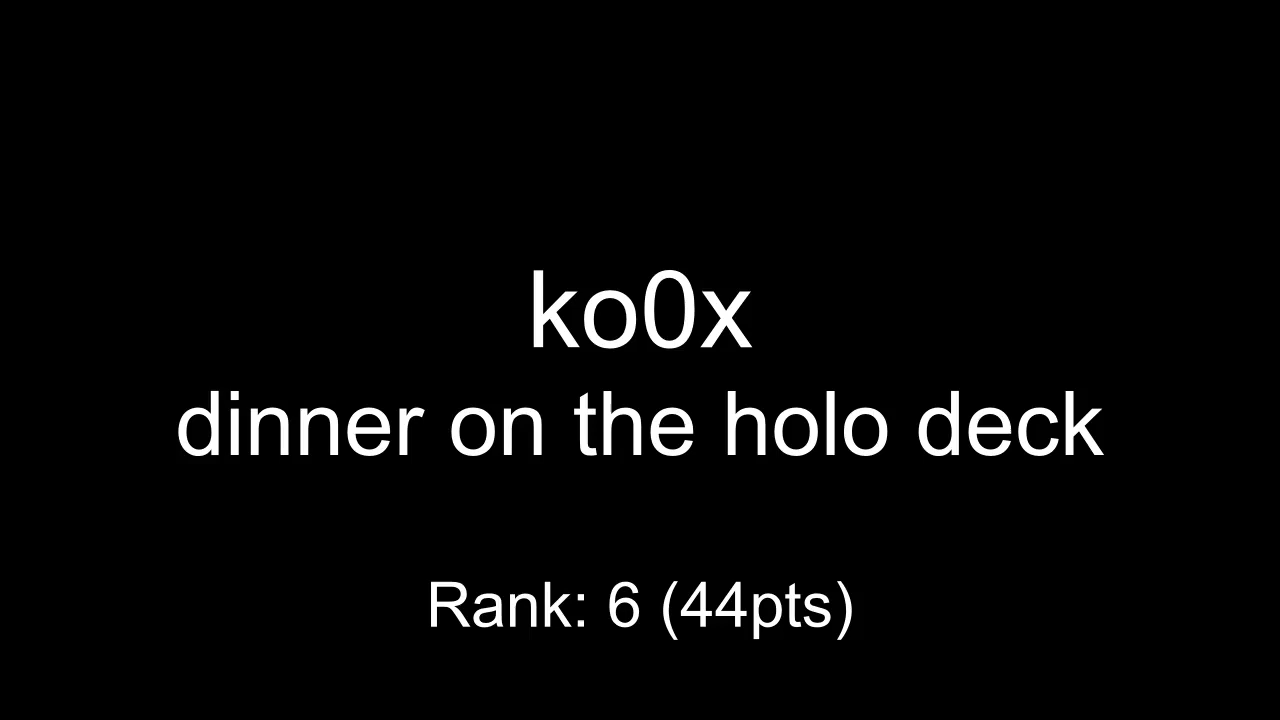 ko0x
dinner on the holo deck
Rank: 6 (44pts)